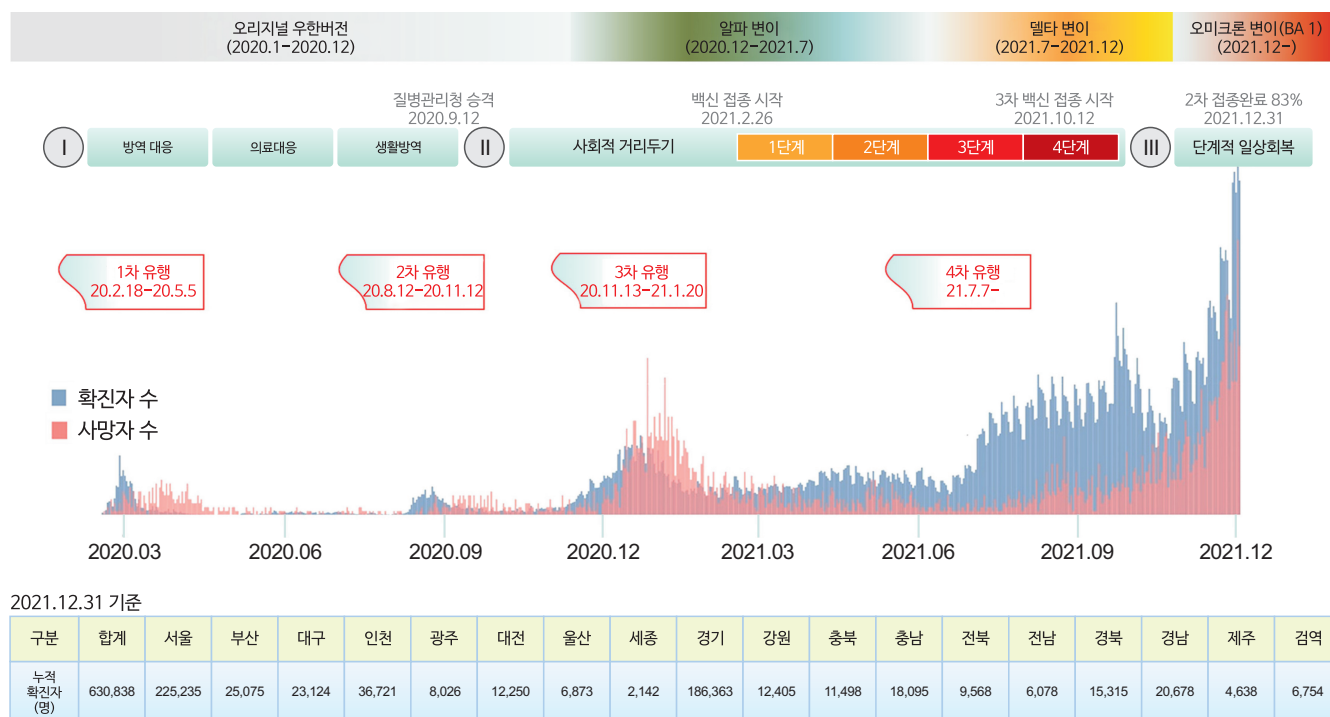 오리지널 우한버전
(2020.1-2020.12)
알파 변이
(2020.12-2021.7)
델타 변이
(2021.7-2021.12)
오미크론 변이(BA 1)
(2021.12-)
질병관리청 승격
2020.9.12
백신 접종 시작
2021.2.26
3차 백신 접종 시작
2021.10.12
2차 접종완료 83%
2021.12.31
I
방역 대응
의료대응
생활방역
II
사회적 거리두기
1단계
2단계
3단계
4단계
III
단계적 일상회복
1차 유행
20.2.18-20.5.5
2차 유행
20.8.12-20.11.12
3차 유행
20.11.13-21.1.20
4차 유행
21.7.7-
확진자 수
사망자 수
2020.03 2020.06 2020.09 2020.12 2021.03 2021.06 2021.09 2021.12
2021.12.31 기준
구분 합계 서울 부산 대구 인천 광주 대전 울산 세종 경기 강원 충북 충남 전북 전남 경북 경남 제주 검역
누적
확진자
(명)
630,838 225,235 25,075 23,124 36,721 8,026 12,250 6,873 2,142 186,363 12,405 11,498 18,095 9,568 6,078 15,315 20,678 4,638 6,754